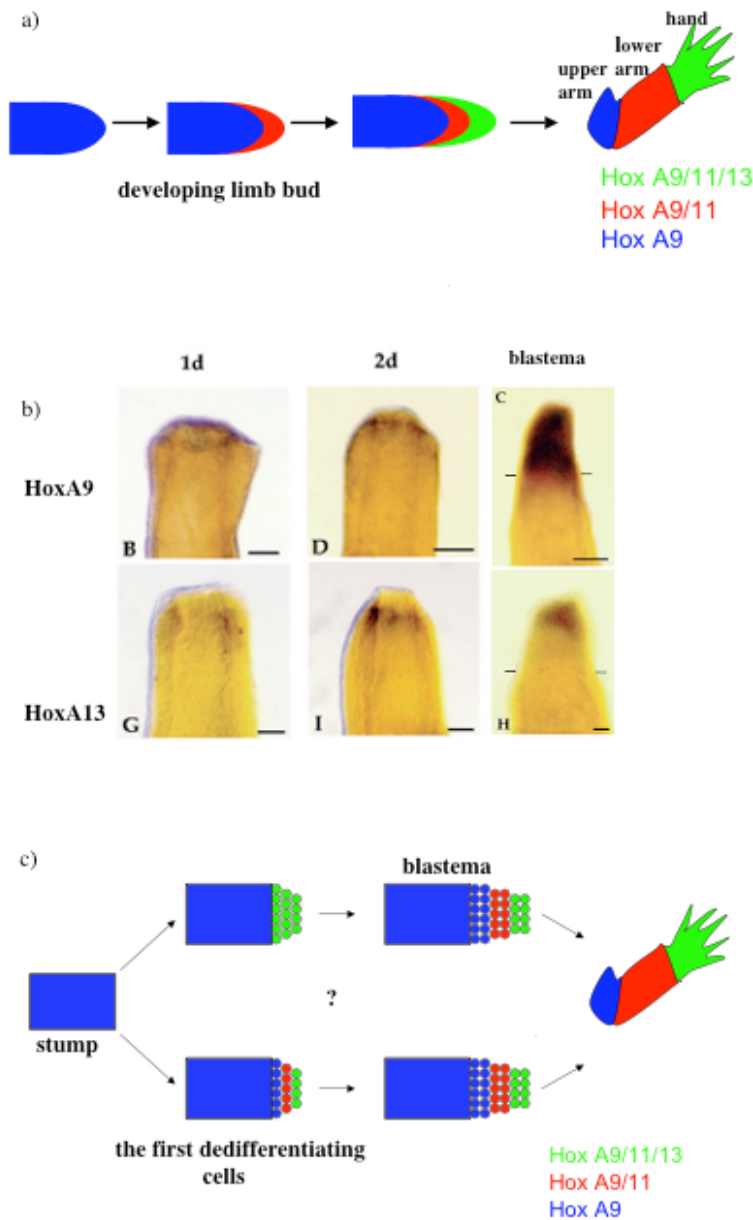 a)
hand
lower
arm
upper
arm
developing limb bud
Hox A9/11/13
Hox A9/11
Hox A9
1d
2d
blastema
b)
C
HoxA9
B
D
HoxA13
G
I
H
c)
blastema
?
stump
the first dedifferentiating
cells
Hox A9/11/13
Hox A9/11
Hox A9